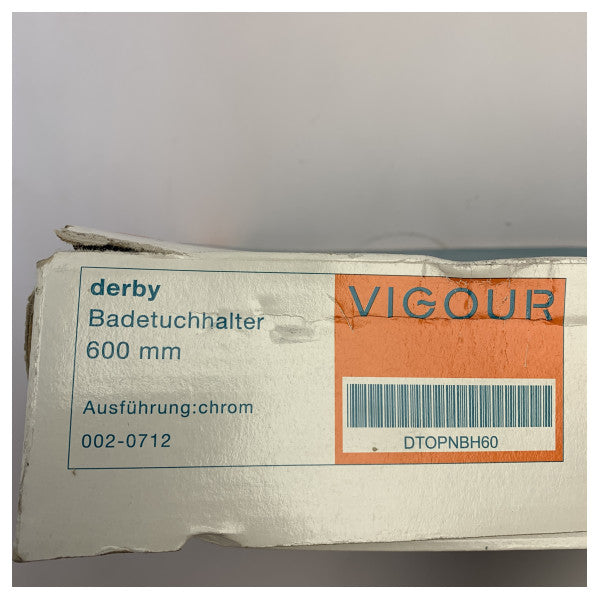 derby
Badetuchhalter
600 mm
Ausführung:chrom
002-0712
VIGOUR
DTOPNBH60